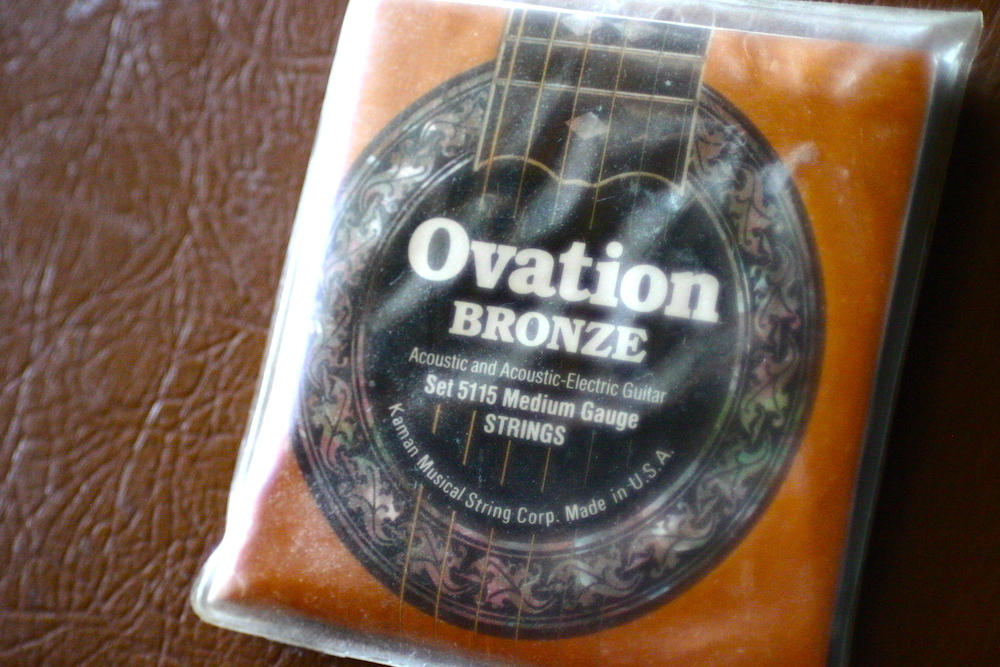 Ovation
BRONZE
Acoustic and Acoustic-Electric Guitar
Set 5115 Medium Gauge
STRINGS
Kaman Musical String Corp. Made in U.S.A.